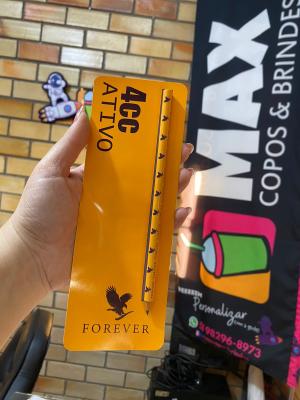 4CC
ATIVO
FOREVER
MAX
COPOS & BRINDES
Personalizar
98296-8973